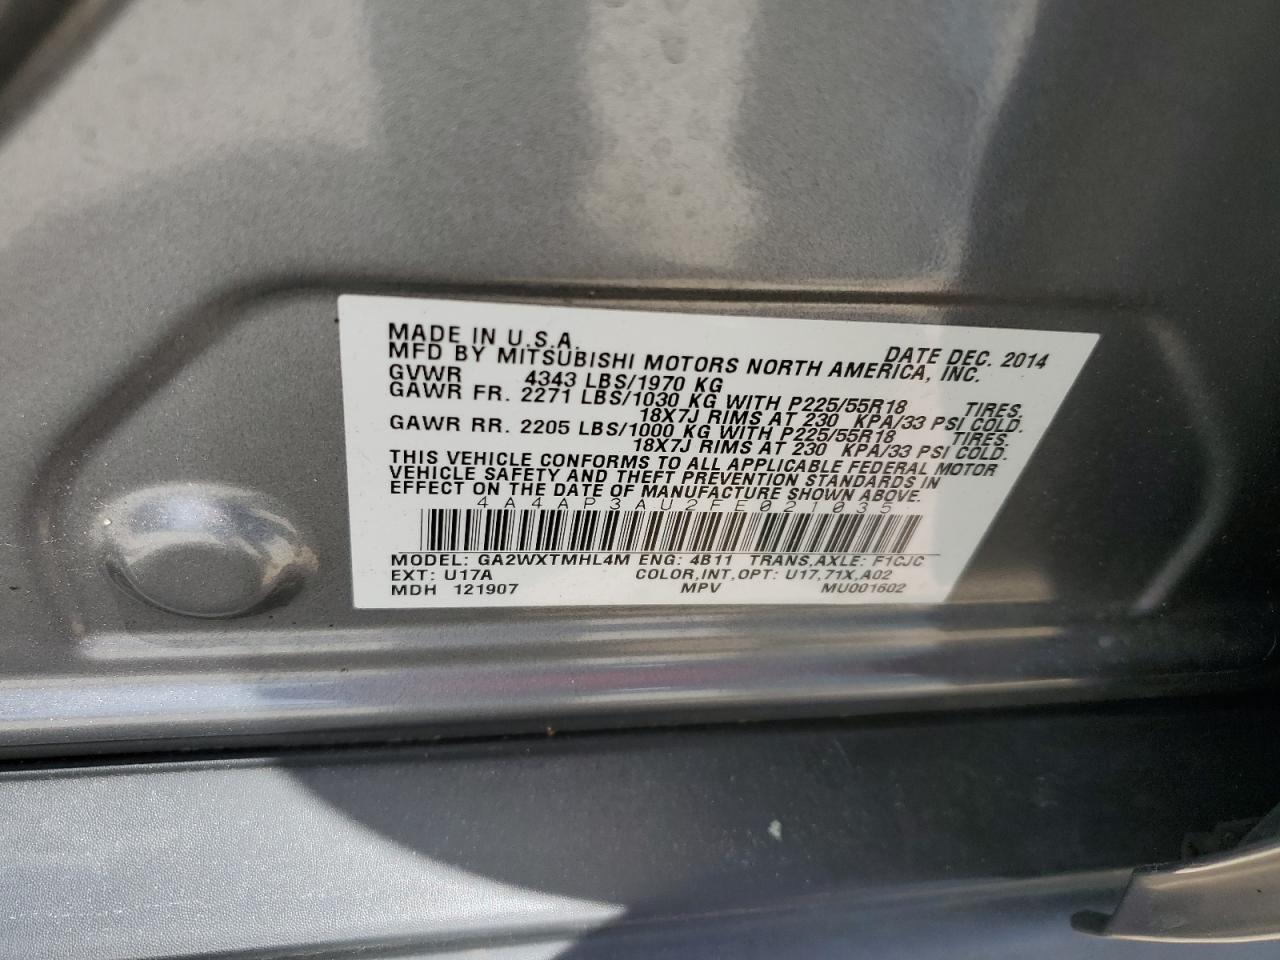 MADE IN U.S.A. DATE DEC. 2014
MFD BY MITSUBISHI MOTORS NORTH AMERICA, INC.
GVWR 4343 LBS/1970 KG
GAWR FR. 2271 LBS/1030 KG WITH P225/55R18 TIRES.
18X7J RIMS AT 230 KPA/33 PSI COLD.
GAWR RR. 2205 LBS/1000 KG WITH P225/55R18 TIRES.
18X7J RIMS AT 230 KPA/33 PSI COLD.
THIS VEHICLE CONFORMS TO ALL APPLICABLE FEDERAL MOTOR
VEHICLE SAFETY AND THEFT PREVENTION STANDARDS IN
EFFECT ON THE DATE OF MANUFACTURE SHOWN ABOVE.
4A4AP3AU2FE021035
MODEL: GA2WXTMHL4M ENG: 4B11 TRANS,AXLE: F1CJC
EXT: U17A COLOR,INT,OPT: U17,71X,A02
MDH 121907 MPV MU001602